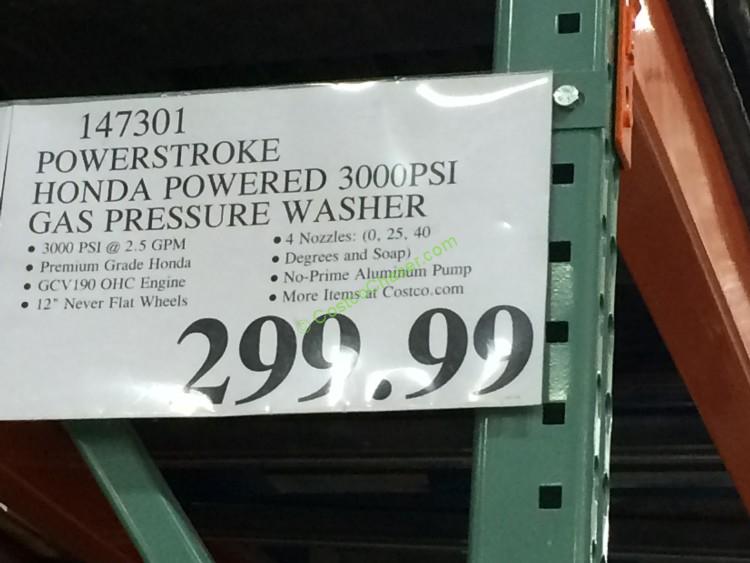 147301
POWERSTROKE
HONDA POWERED 3000PSI
GAS PRESSURE WASHER
• 3000 PSI @ 2.5 GPM
• Premium Grade Honda
• GCV190 OHC Engine
• 12" Never Flat Wheels
• 4 Nozzles: (0, 25, 40
• Degrees and Soap)
• No-Prime Aluminum Pump
• More Items at Costco.com
299.99
© CostcoChaser.com